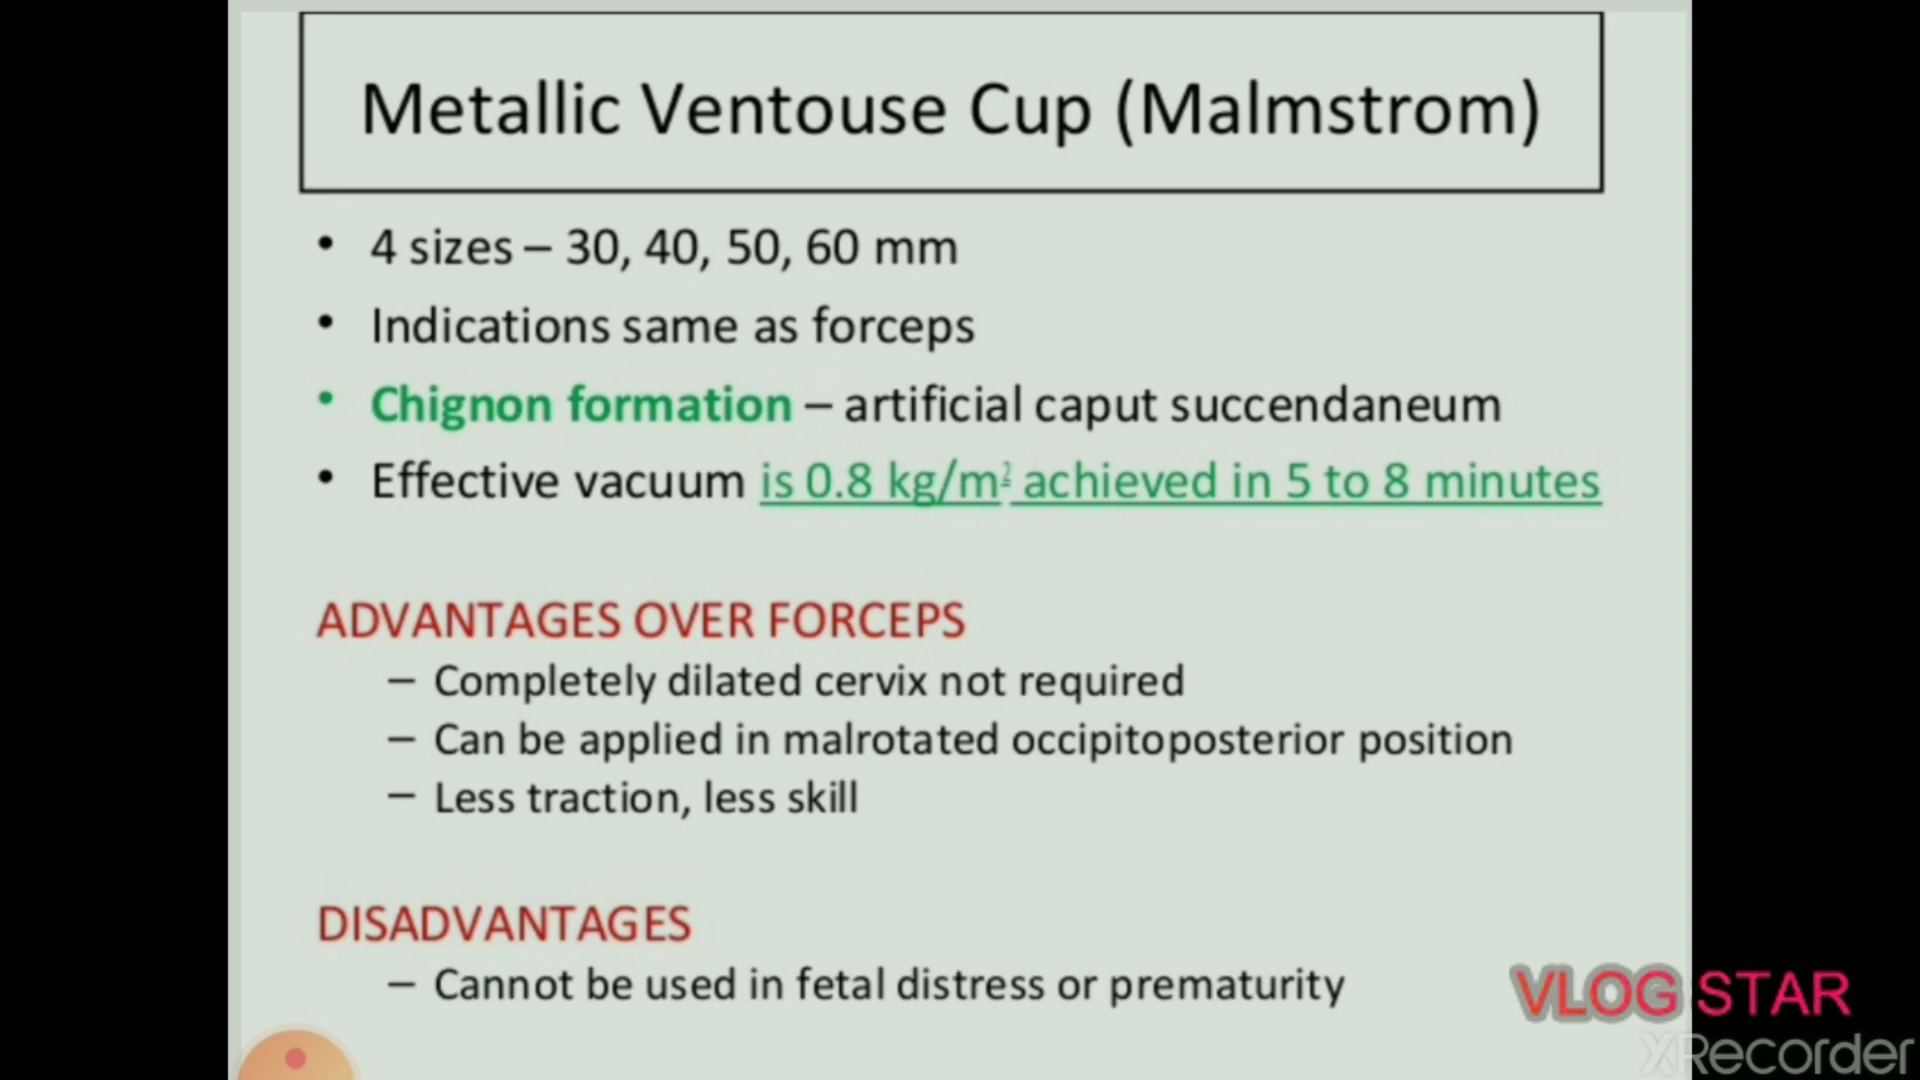 Metallic Ventouse Cup (Malmstrom)
• 4 sizes – 30, 40, 50, 60 mm
• Indications same as forceps
• Chignon formation – artificial caput succendaneum
• Effective vacuum is 0.8 kg/m² achieved in 5 to 8 minutes
ADVANTAGES OVER FORCEPS
– Completely dilated cervix not required
– Can be applied in malrotated occipitoposterior position
– Less traction, less skill
DISADVANTAGES
– Cannot be used in fetal distress or prematurity
VLOG STAR
XRecorder